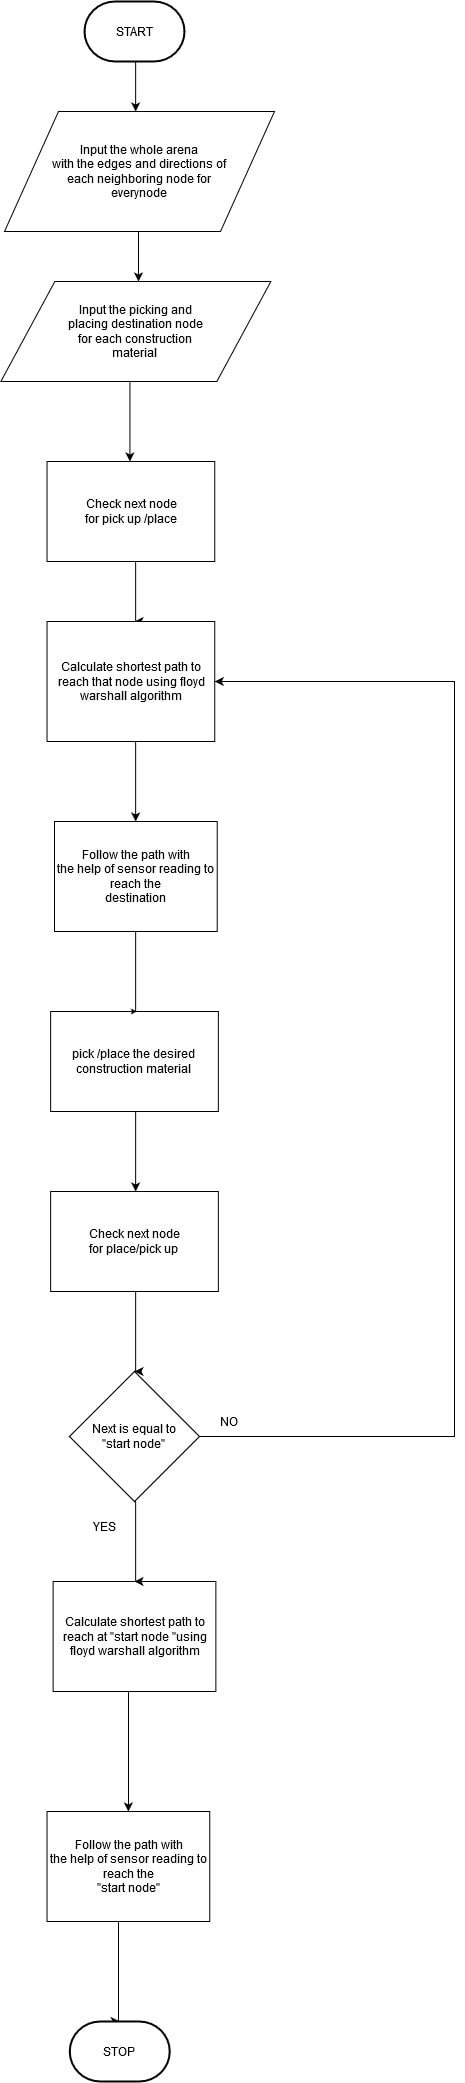 START
Input the whole arena
with the edges and directions of
each neighboring node for
everynode
Input the picking and
placing destination node
for each construction
material
Check next node
for pick up /place
Calculate shortest path to
reach that node using floyd
warshall algorithm
Follow the path with
the help of sensor reading to
reach the
destination
pick /place the desired
construction material
Check next node
for place/pick up
Next is equal to
"start node"
NO
YES
Calculate shortest path to
reach at "start node "using
floyd warshall algorithm
Follow the path with
the help of sensor reading to
reach the
"start node"
STOP